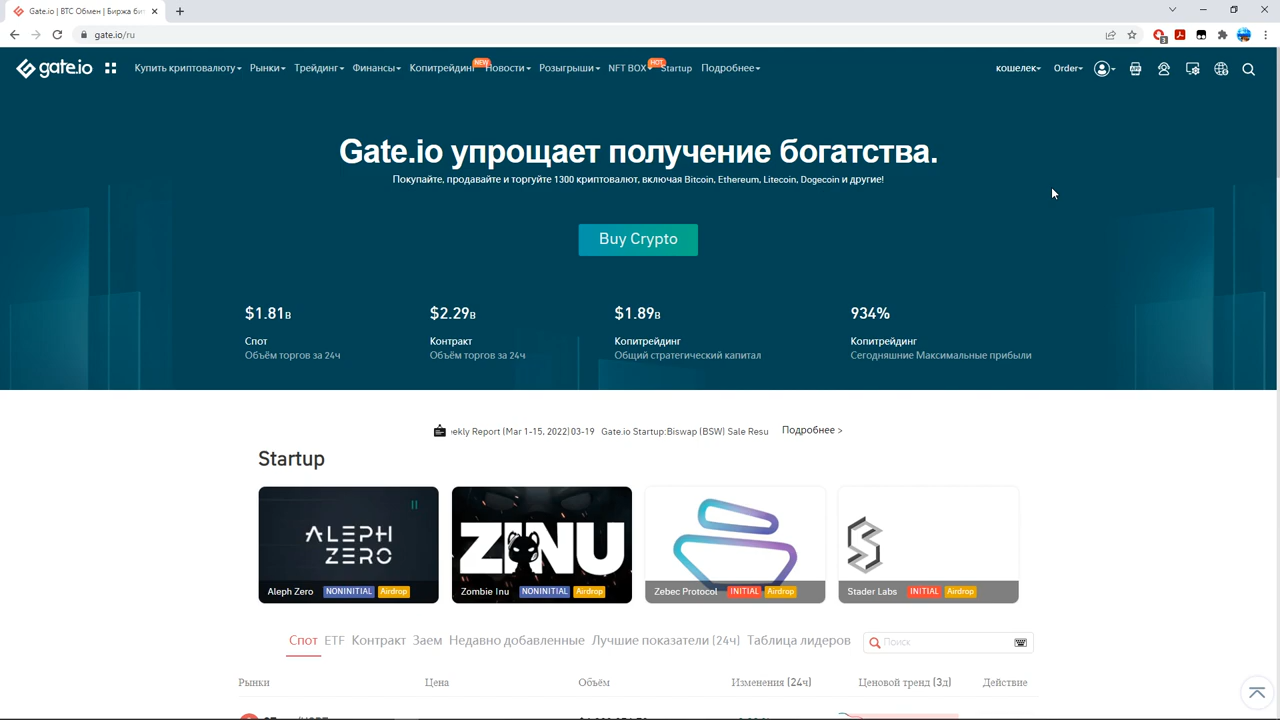 Gate.io | BTC Обмен | Биржа бит
gate.io/ru
3
gate.io
Купить криптовалюту
Рынки
Трейдинг
Финансы
Копитрейдинг
NEW
Новости
Розыгрыши
NFT BOX
HOT
Startup
Подробнее
кошелек
Order
Gate.io упрощает получение богатства.
Покупайте, продавайте и торгуйте 1300 криптовалют, включая Bitcoin, Ethereum, Litecoin, Dogecoin и другие!
Buy Crypto
$1.81B
$2.29B
$1.89B
934%
Спот
Контракт
Копитрейдинг
Копитрейдинг
Объём торгов за 24ч
Объём торгов за 24ч
Общий стратегический капитал
Сегодняшние Максимальные прибыли
eekly Report (Mar 1-15, 2022) 03-19 Gate.io Startup:Biswap (BSW) Sale Resu
Подробнее >
Startup
ALEPH
ZERO
ZINU
Aleph Zero NONINITIAL Airdrop
Zombie Inu NONINITIAL Airdrop
Zebec Protocol INITIAL Airdrop
Stader Labs INITIAL Airdrop
Спот ETF Контракт Заем Недавно добавленные Лучшие показатели (24ч) Таблица лидеров
Поиск
Рынки Цена Объём Изменения (24ч) Ценовой тренд (3д) Действие